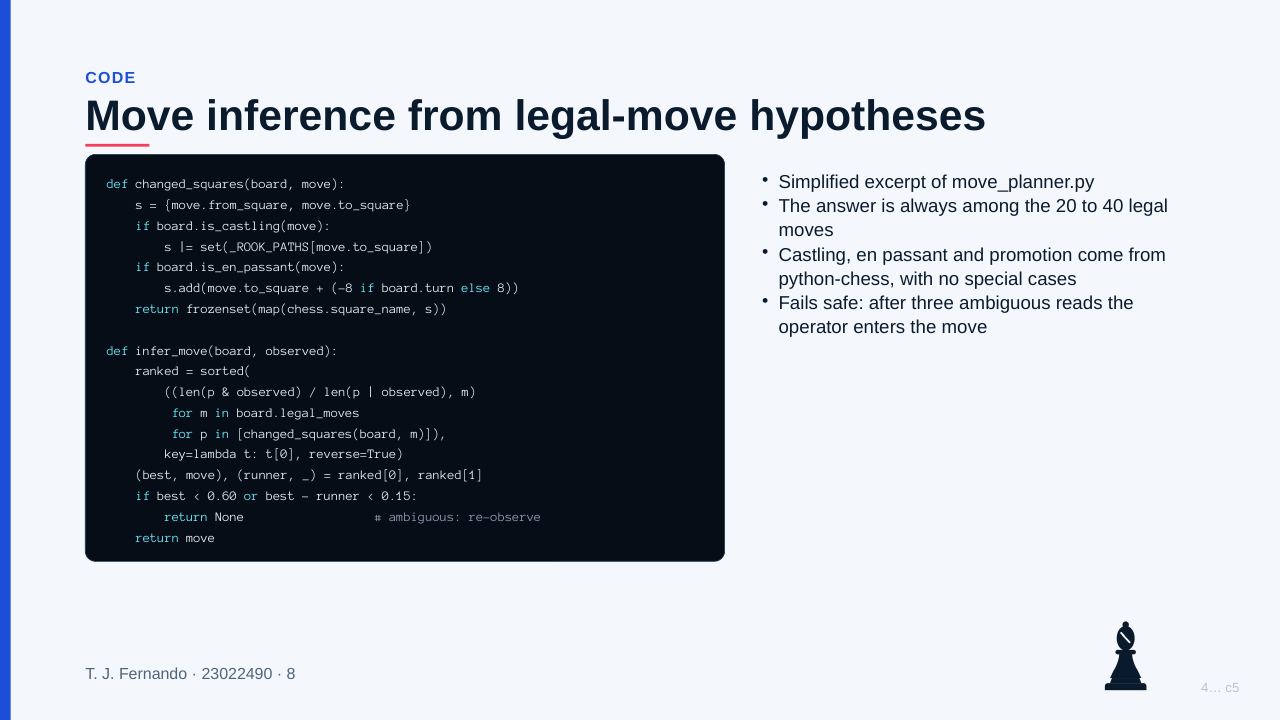 CODE
Move inference from legal-move hypotheses
def changed_squares(board, move):
    s = {move.from_square, move.to_square}
    if board.is_castling(move):
        s |= set(_ROOK_PATHS[move.to_square])
    if board.is_en_passant(move):
        s.add(move.to_square + (-8 if board.turn else 8))
    return frozenset(map(chess.square_name, s))
def infer_move(board, observed):
    ranked = sorted(
        ((len(p & observed) / len(p | observed), m)
         for m in board.legal_moves
         for p in [changed_squares(board, m)]),
        key=lambda t: t[0], reverse=True)
    (best, move), (runner, _) = ranked[0], ranked[1]
    if best < 0.60 or best - runner < 0.15:
        return None                  # ambiguous: re-observe
    return move
• Simplified excerpt of move_planner.py
• The answer is always among the 20 to 40 legal
moves
• Castling, en passant and promotion come from
python-chess, with no special cases
• Fails safe: after three ambiguous reads the
operator enters the move
T. J. Fernando · 23022490 · 8
4… c5